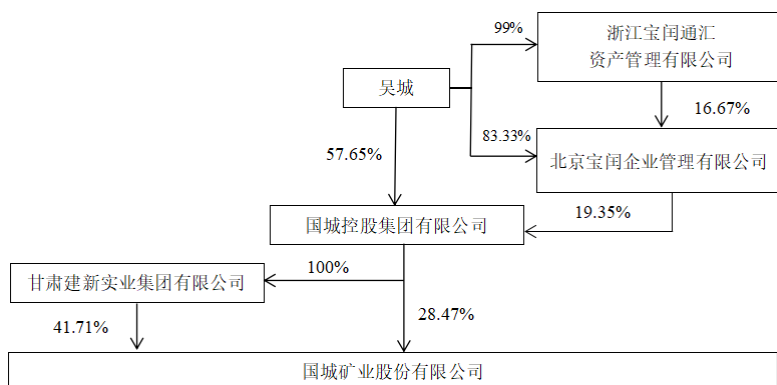 99%
浙江宝闰通汇
资产管理有限公司
吴城
16.67%
83.33%
57.65%
北京宝闰企业管理有限公司
19.35%
国城控股集团有限公司
100%
甘肃建新实业集团有限公司
41.71%
28.47%
国城矿业股份有限公司